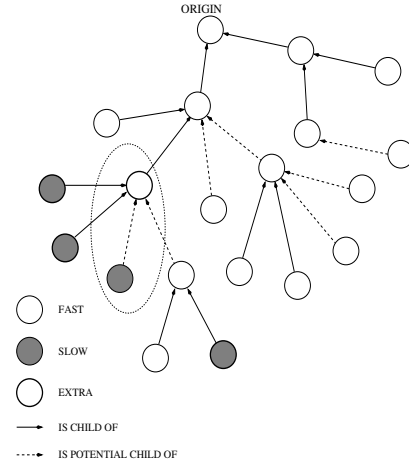 ORIGIN
FAST
SLOW
EXTRA
IS CHILD OF
IS POTENTIAL CHILD OF